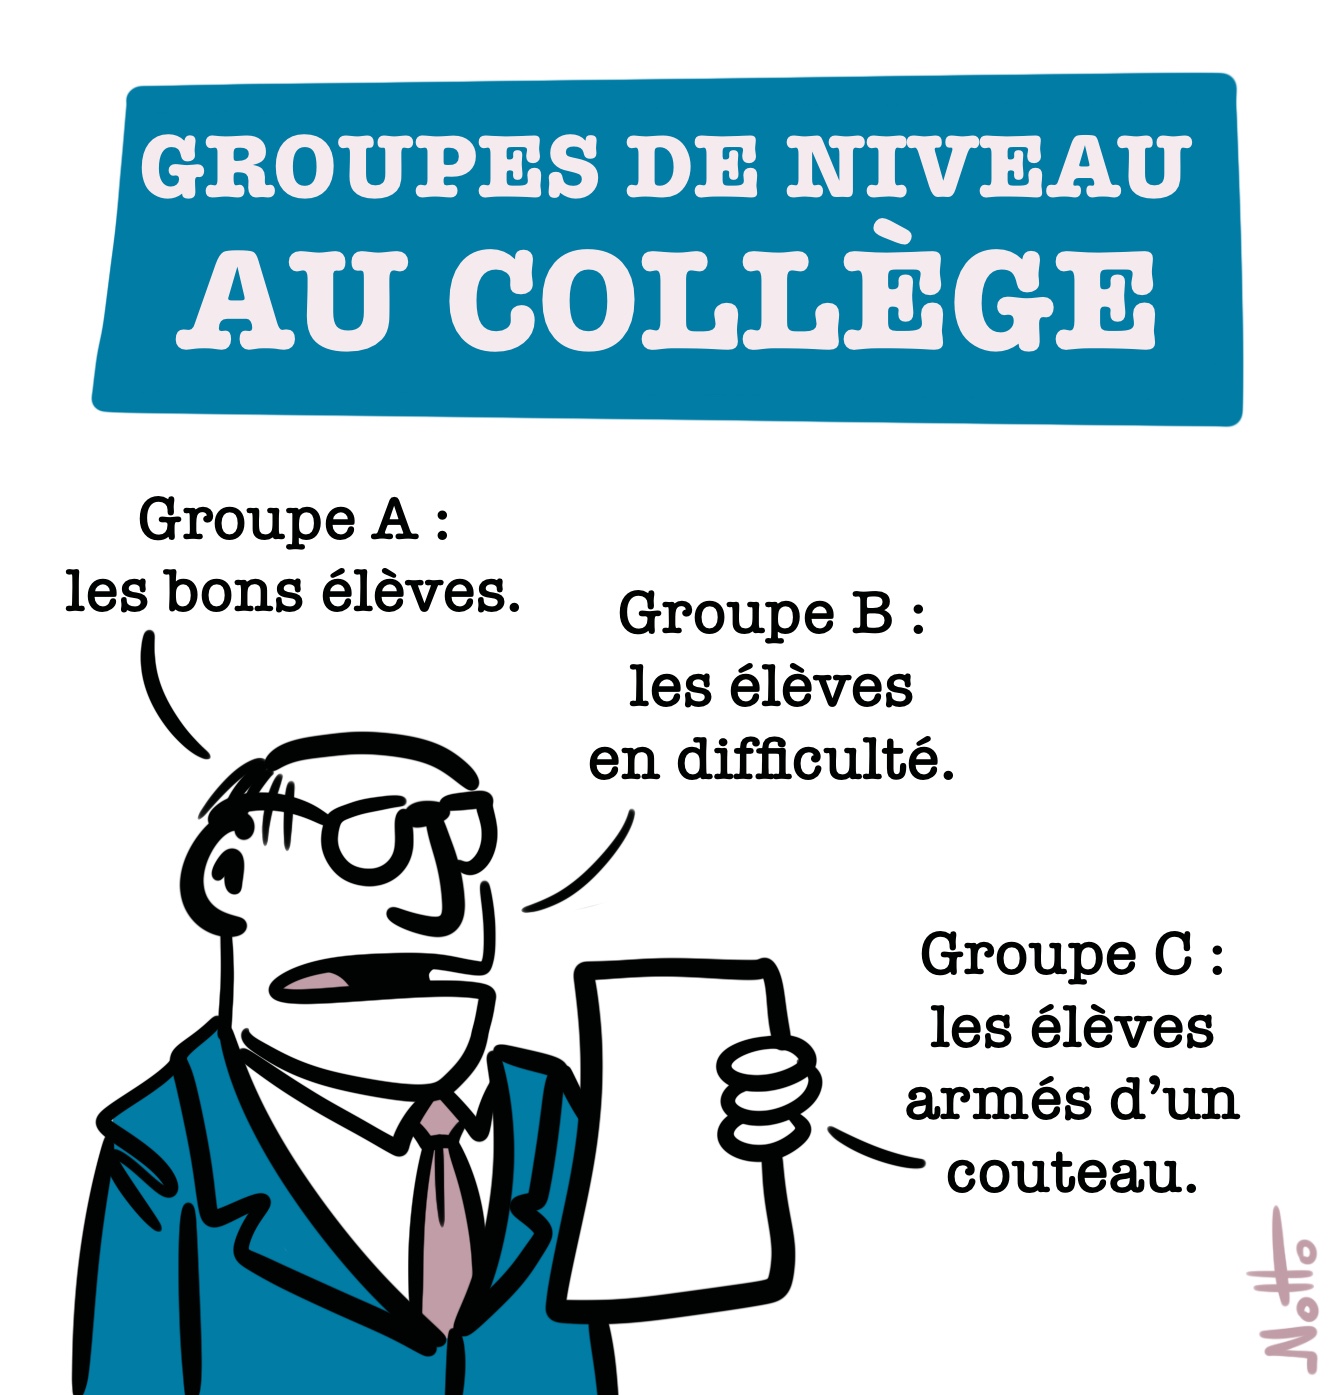 GROUPES DE NIVEAU
AU COLLÈGE
Groupe A :
les bons élèves.
Groupe B :
les élèves
en difficulté.
Groupe C :
les élèves
armés d’un
couteau.
Notto